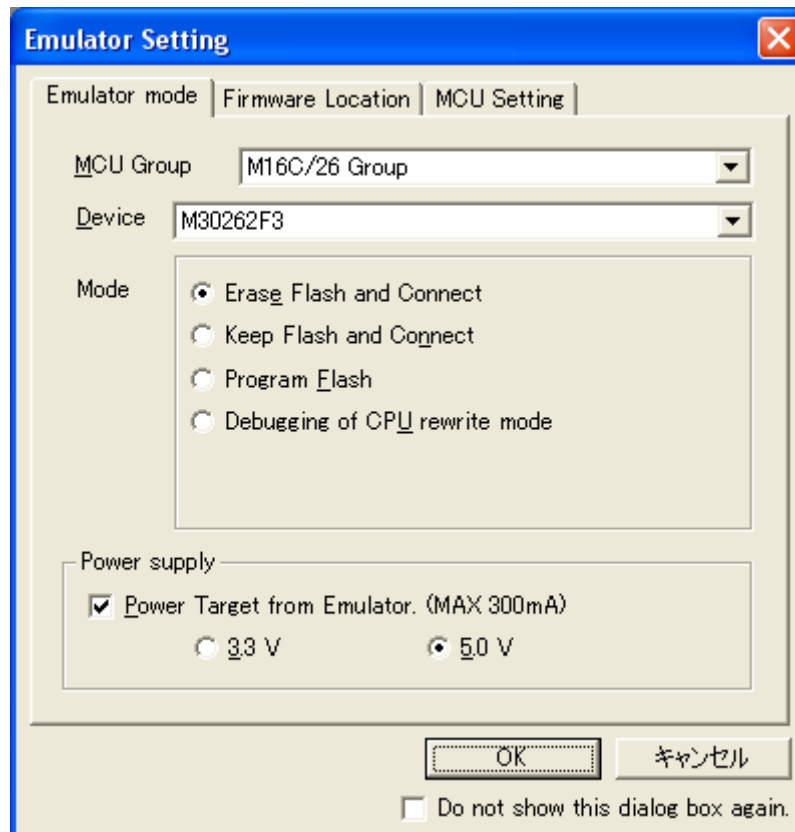 Emulator Setting
Emulator mode Firmware Location MCU Setting
MCU Group M16C/26 Group
Device M30262F3
Mode
Erase Flash and Connect
Keep Flash and Connect
Program Flash
Debugging of CPU rewrite mode
Power supply
Power Target from Emulator. (MAX 300mA)
3.3 V 5.0 V
OK キャンセル
Do not show this dialog box again.